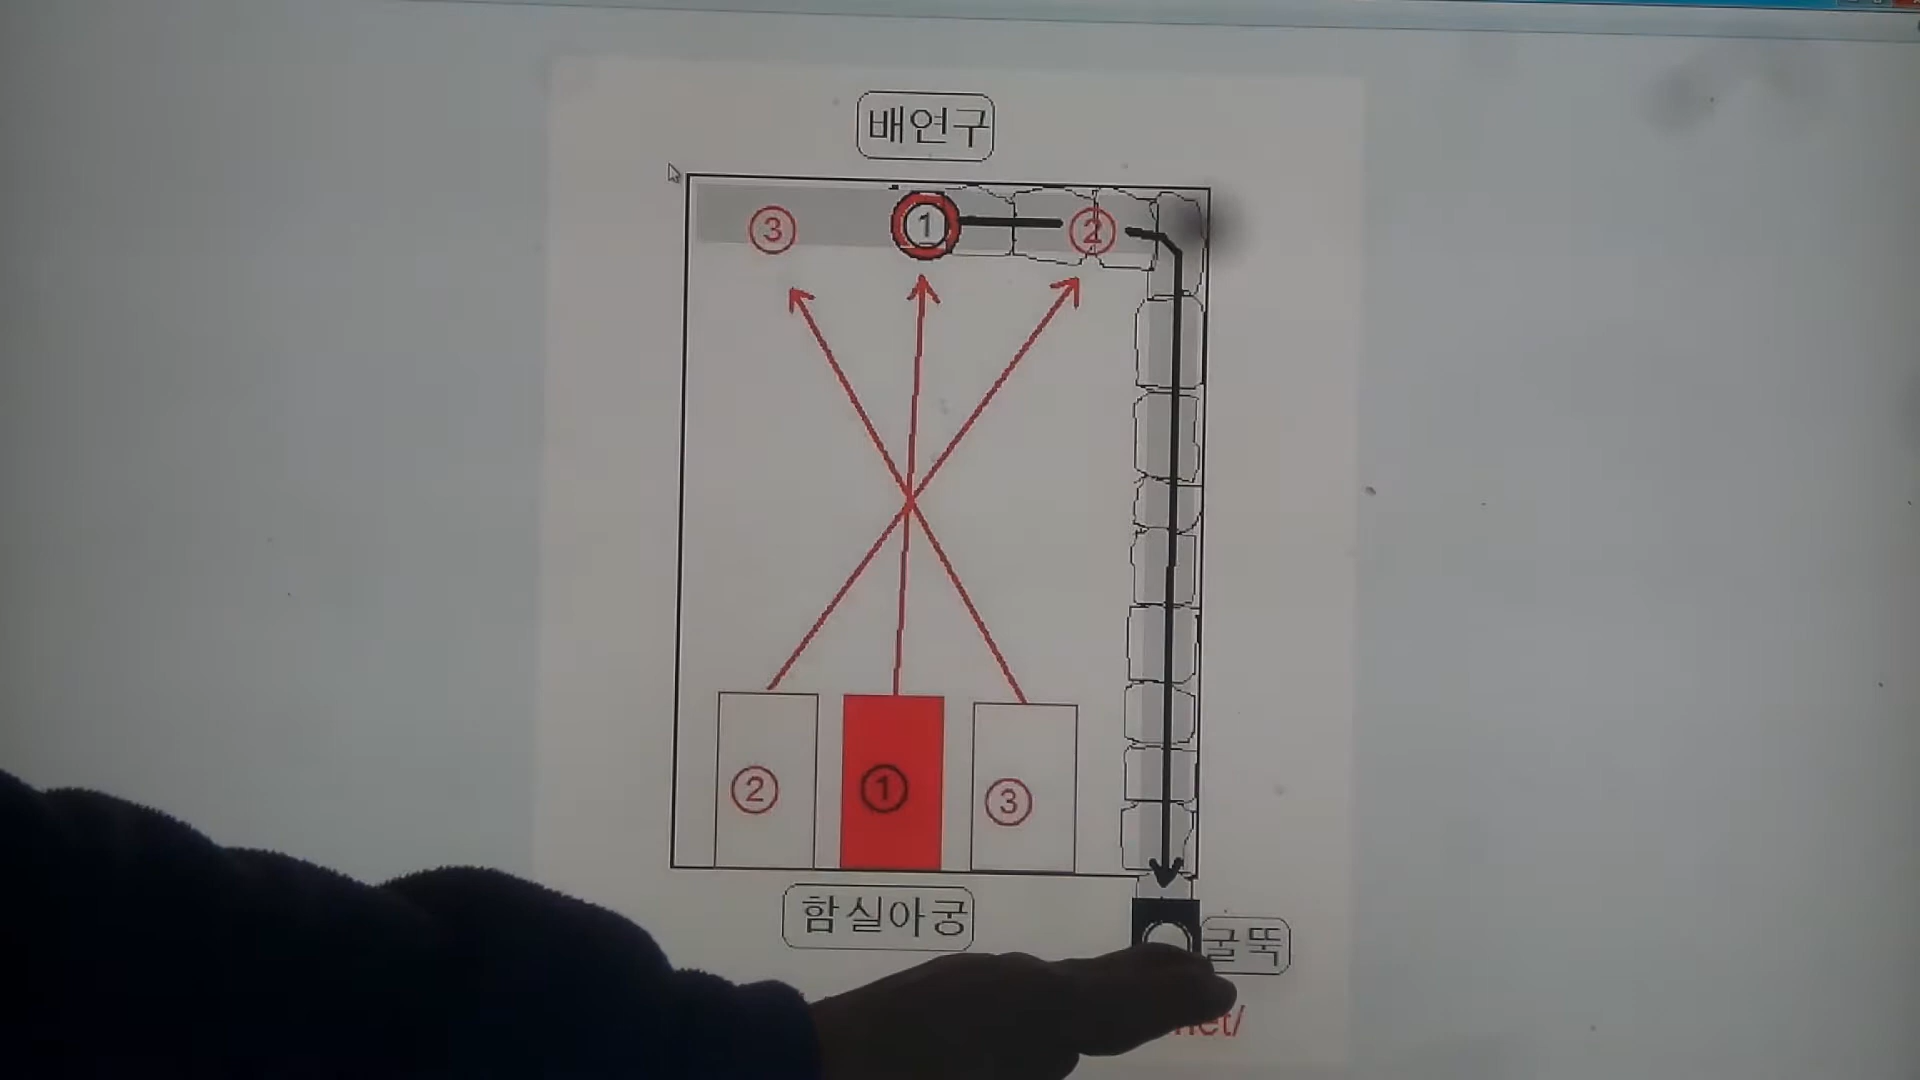 배연구
③ ① ②
② ① ③
함실아궁
굴뚝
net/